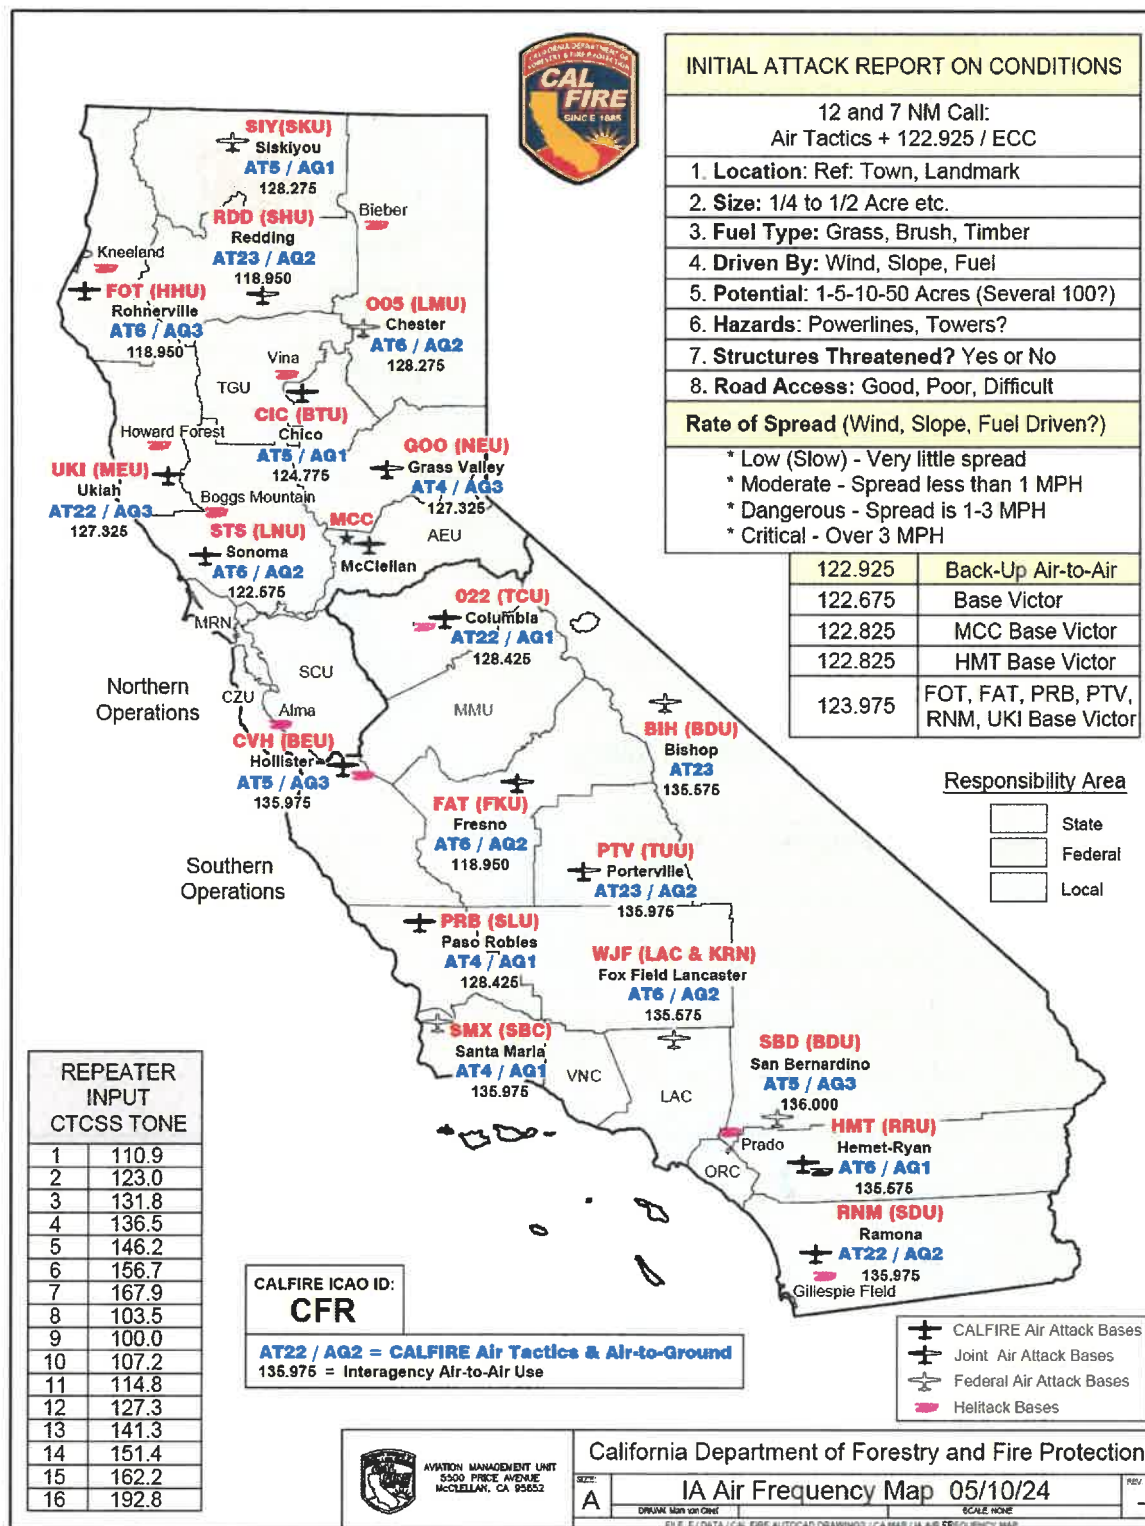 CALIFORNIA DEPARTMENT OF
FORESTRY & FIRE PROTECTION
CAL
FIRE
SINCE 1885
INITIAL ATTACK REPORT ON CONDITIONS
12 and 7 NM Call:
Air Tactics + 122.925 / ECC
1. Location: Ref: Town, Landmark
2. Size: 1/4 to 1/2 Acre etc.
3. Fuel Type: Grass, Brush, Timber
4. Driven By: Wind, Slope, Fuel
5. Potential: 1-5-10-50 Acres (Several 100?)
6. Hazards: Powerlines, Towers?
7. Structures Threatened? Yes or No
8. Road Access: Good, Poor, Difficult
Rate of Spread (Wind, Slope, Fuel Driven?)
* Low (Slow) - Very little spread
* Moderate - Spread less than 1 MPH
* Dangerous - Spread is 1-3 MPH
* Critical - Over 3 MPH
122.925 Back-Up Air-to-Air
122.675 Base Victor
122.825 MCC Base Victor
122.825 HMT Base Victor
123.975 FOT, FAT, PRB, PTV,
RNM, UKI Base Victor
SIY(SKU)
Siskiyou
AT5 / AG1
128.275
RDD (SHU)
Redding
AT23 / AG2
118.950
Bieber
Kneeland
FOT (HHU)
Rohnerville
AT6 / AG3
118.950
O05 (LMU)
Chester
AT6 / AG2
128.275
Vina
TGU
CIC (BTU)
Chico
AT5 / AG1
124.775
Howard Forest
UKI (MEU)
Ukiah
AT22 / AG3
127.325
GOO (NEU)
Grass Valley
AT4 / AG3
127.325
Boggs Mountain
STS (LNU)
Sonoma
AT6 / AG2
122.575
MCC
McClellan
AEU
O22 (TCU)
Columbia
AT22 / AG1
128.425
MRN
SCU
CZU
Alma
MMU
Northern
Operations
CVH (BEU)
Hollister
AT5 / AG3
135.975
BIH (BDU)
Bishop
AT23
135.575
FAT (FKU)
Fresno
AT6 / AG2
118.950
Southern
Operations
PTV (TUU)
Porterville
AT23 / AG2
135.975
PRB (SLU)
Paso Robles
AT4 / AG1
128.425
WJF (LAC & KRN)
Fox Field Lancaster
AT6 / AG2
135.575
SMX (SBC)
Santa Maria
AT4 / AG1
135.975
VNC
LAC
SBD (BDU)
San Bernardino
AT5 / AG3
136.000
Prado
ORC
HMT (RRU)
Hemet-Ryan
AT6 / AG1
135.575
RNM (SDU)
Ramona
AT22 / AG2
135.975
Gillespie Field
Responsibility Area
State
Federal
Local
REPEATER
INPUT
CTCSS TONE
1 110.9
2 123.0
3 131.8
4 136.5
5 146.2
6 156.7
7 167.9
8 103.5
9 100.0
10 107.2
11 114.8
12 127.3
13 141.3
14 151.4
15 162.2
16 192.8
CALFIRE ICAO ID:
CFR
AT22 / AG2 = CALFIRE Air Tactics & Air-to-Ground
135.975 = Interagency Air-to-Air Use
CALFIRE Air Attack Bases
Joint Air Attack Bases
Federal Air Attack Bases
Helitack Bases
AVIATION MANAGEMENT UNIT
5500 PRICE AVENUE
McCLELLAN, CA 95652
California Department of Forestry and Fire Protection
SIZE:
A
IA Air Frequency Map 05/10/24
REV
-
DRAWN:
SCALE: NONE